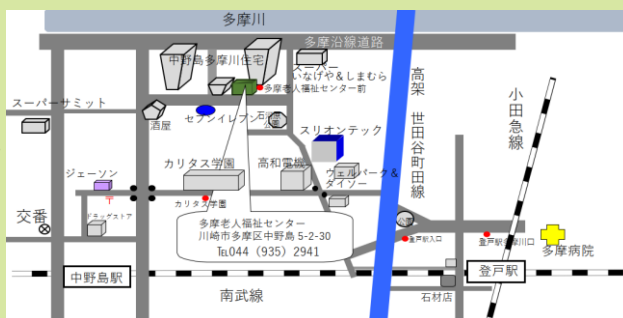 多摩川
多摩沿線道路
中野島多摩川住宅
スーパー
いなげや＆しまむら
多摩老人福祉センター前
スーパーサミット
酒屋
セブンイレブン
公園
スリオンテック
高架 世田谷町田線
小田急線
カリタス学園
高和電機
ウェルパーク＆
ダイソー
ジェーソン
〒
カリタス学園
ドラッグストア
交番
多摩老人福祉センター
川崎市多摩区中野島 5-2-30
℡044（935）2941
公園
登戸駅入口
登戸駅多摩川口
多摩病院
中野島駅
登戸駅
南武線
石材店